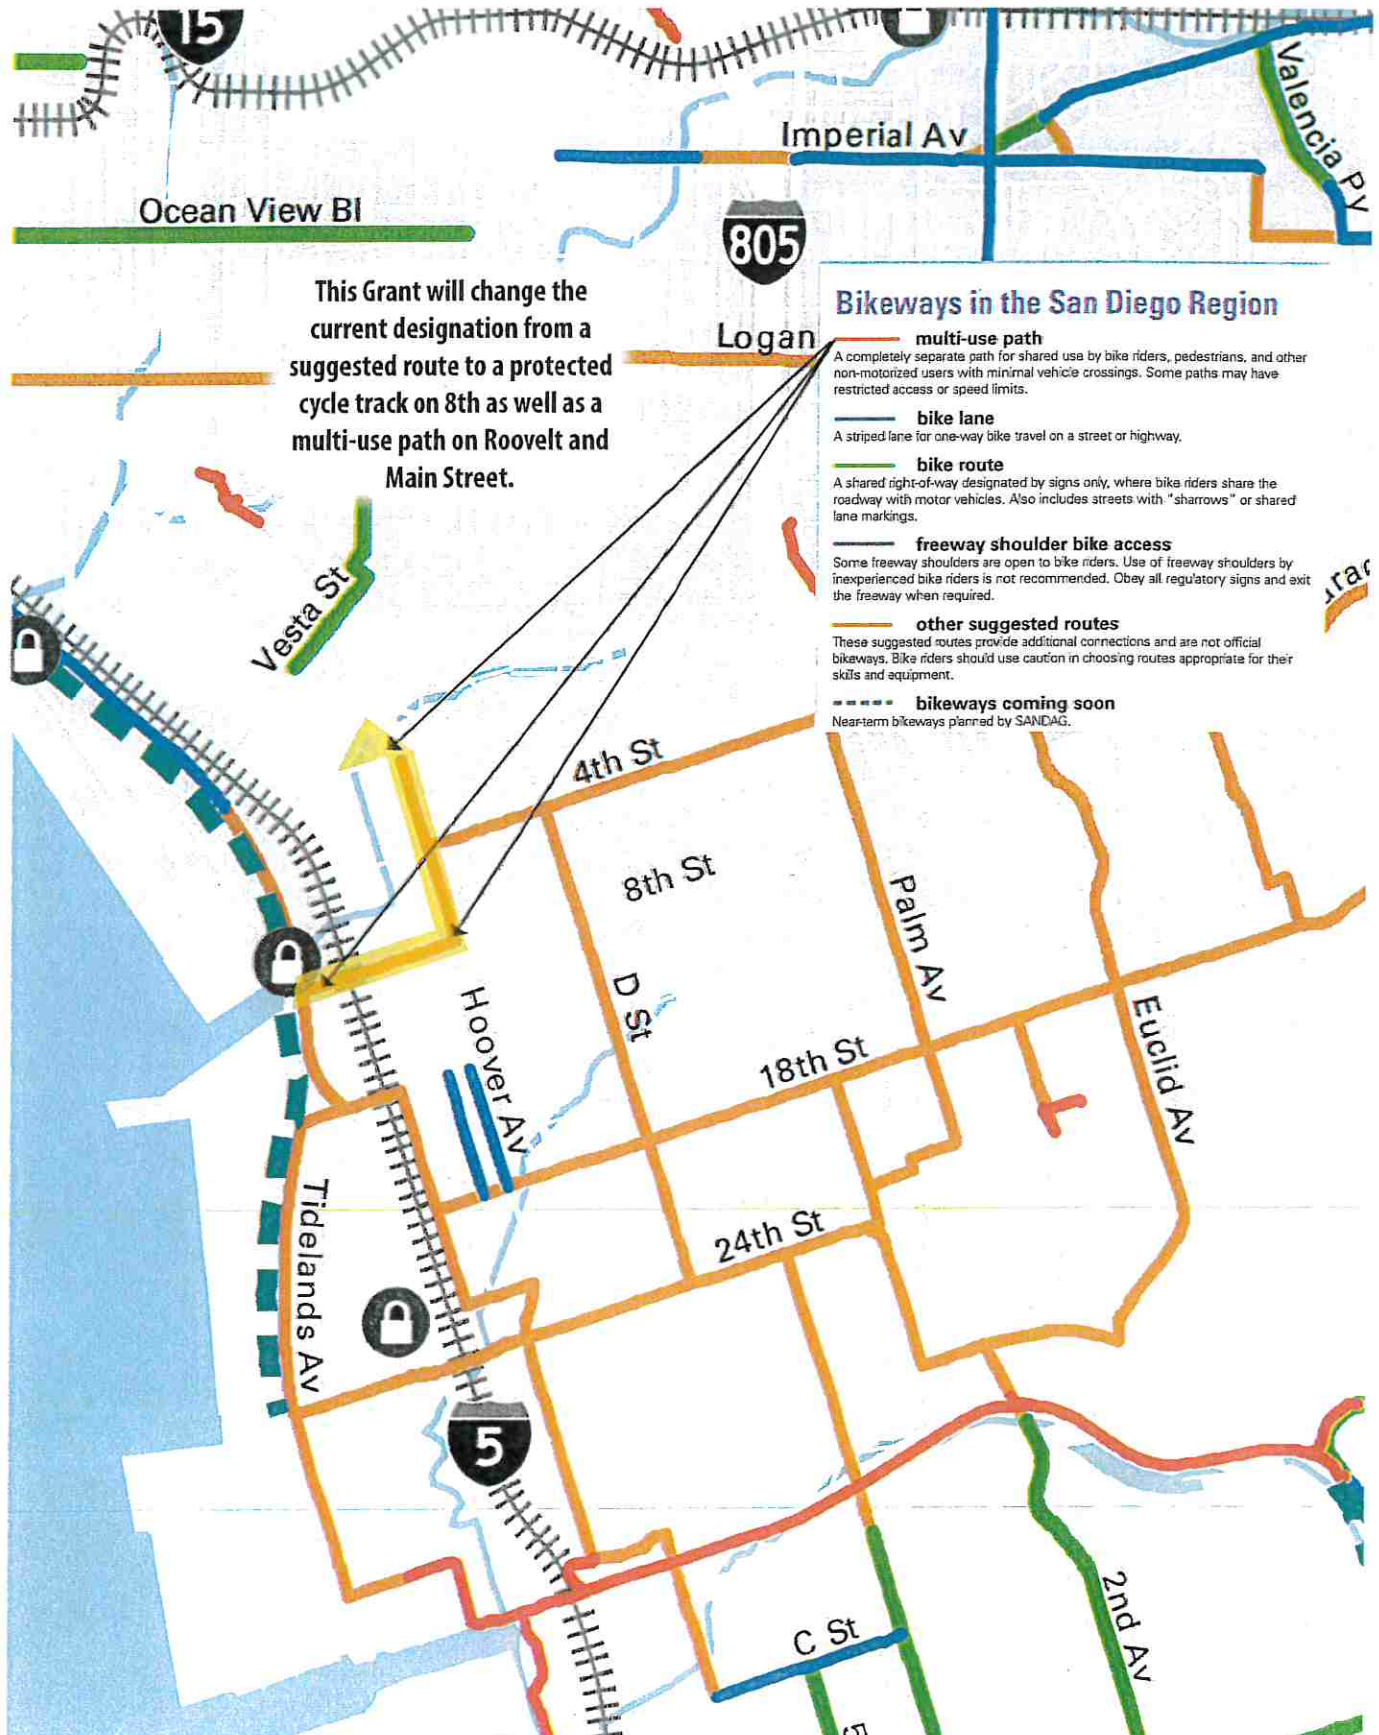 15
Imperial Av
Valencia Py
Ocean View Bl
805
This Grant will change the
current designation from a
suggested route to a protected
cycle track on 8th as well as a
multi-use path on Roovelt and
Main Street.
Logan
Bikeways in the San Diego Region
multi-use path
A completely separate path for shared use by bike riders, pedestrians, and other
non-motorized users with minimal vehicle crossings. Some paths may have
restricted access or speed limits.
bike lane
A striped lane for one-way bike travel on a street or highway.
bike route
A shared right-of-way designated by signs only, where bike riders share the
roadway with motor vehicles. Also includes streets with "sharrows" or shared
lane markings.
freeway shoulder bike access
Some freeway shoulders are open to bike riders. Use of freeway shoulders by
inexperienced bike riders is not recommended. Obey all regulatory signs and exit
the freeway when required.
other suggested routes
These suggested routes provide additional connections and are not official
bikeways. Bike riders should use caution in choosing routes appropriate for their
skills and equipment.
bikeways coming soon
Near-term bikeways planned by SANDAG.
Vesta St
4th St
8th St
Palm Av
D St
Hoover Av
18th St
Euclid Av
24th St
Tidelands Av
5
2nd Av
C St